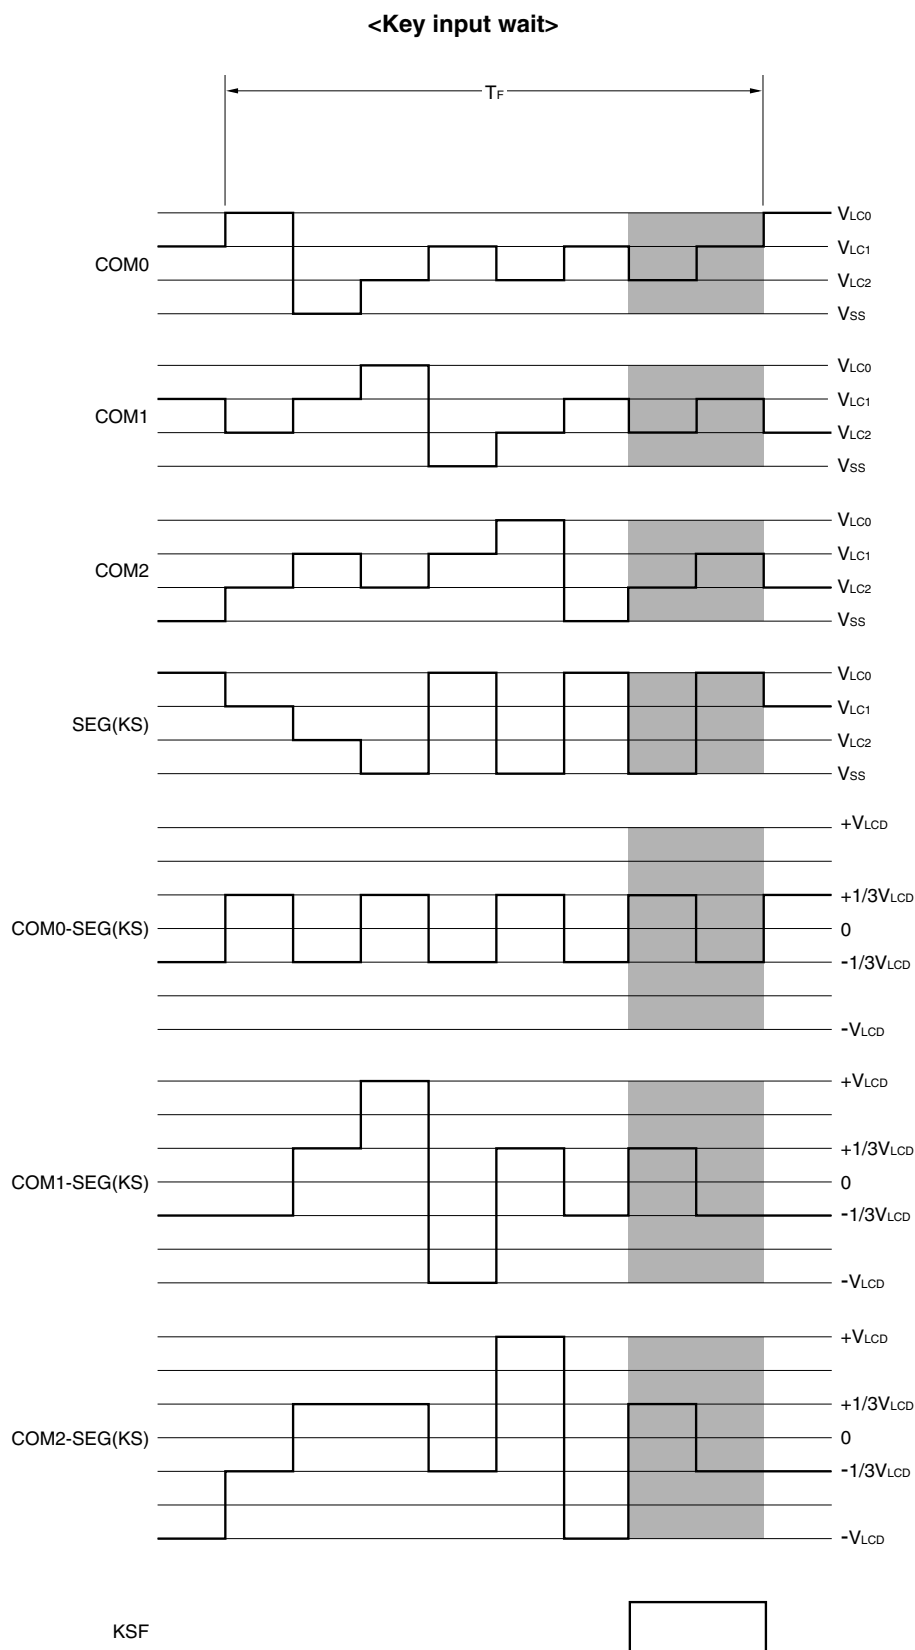 <Key input wait>
TF
VLC0
VLC1
COM0
VLC2
VSS
VLC0
VLC1
COM1
VLC2
VSS
VLC0
VLC1
COM2
VLC2
VSS
VLC0
VLC1
SEG(KS)
VLC2
VSS
+VLCD
+1/3VLCD
COM0-SEG(KS)
0
-1/3VLCD
-VLCD
+VLCD
+1/3VLCD
COM1-SEG(KS)
0
-1/3VLCD
-VLCD
+VLCD
+1/3VLCD
COM2-SEG(KS)
0
-1/3VLCD
-VLCD
KSF